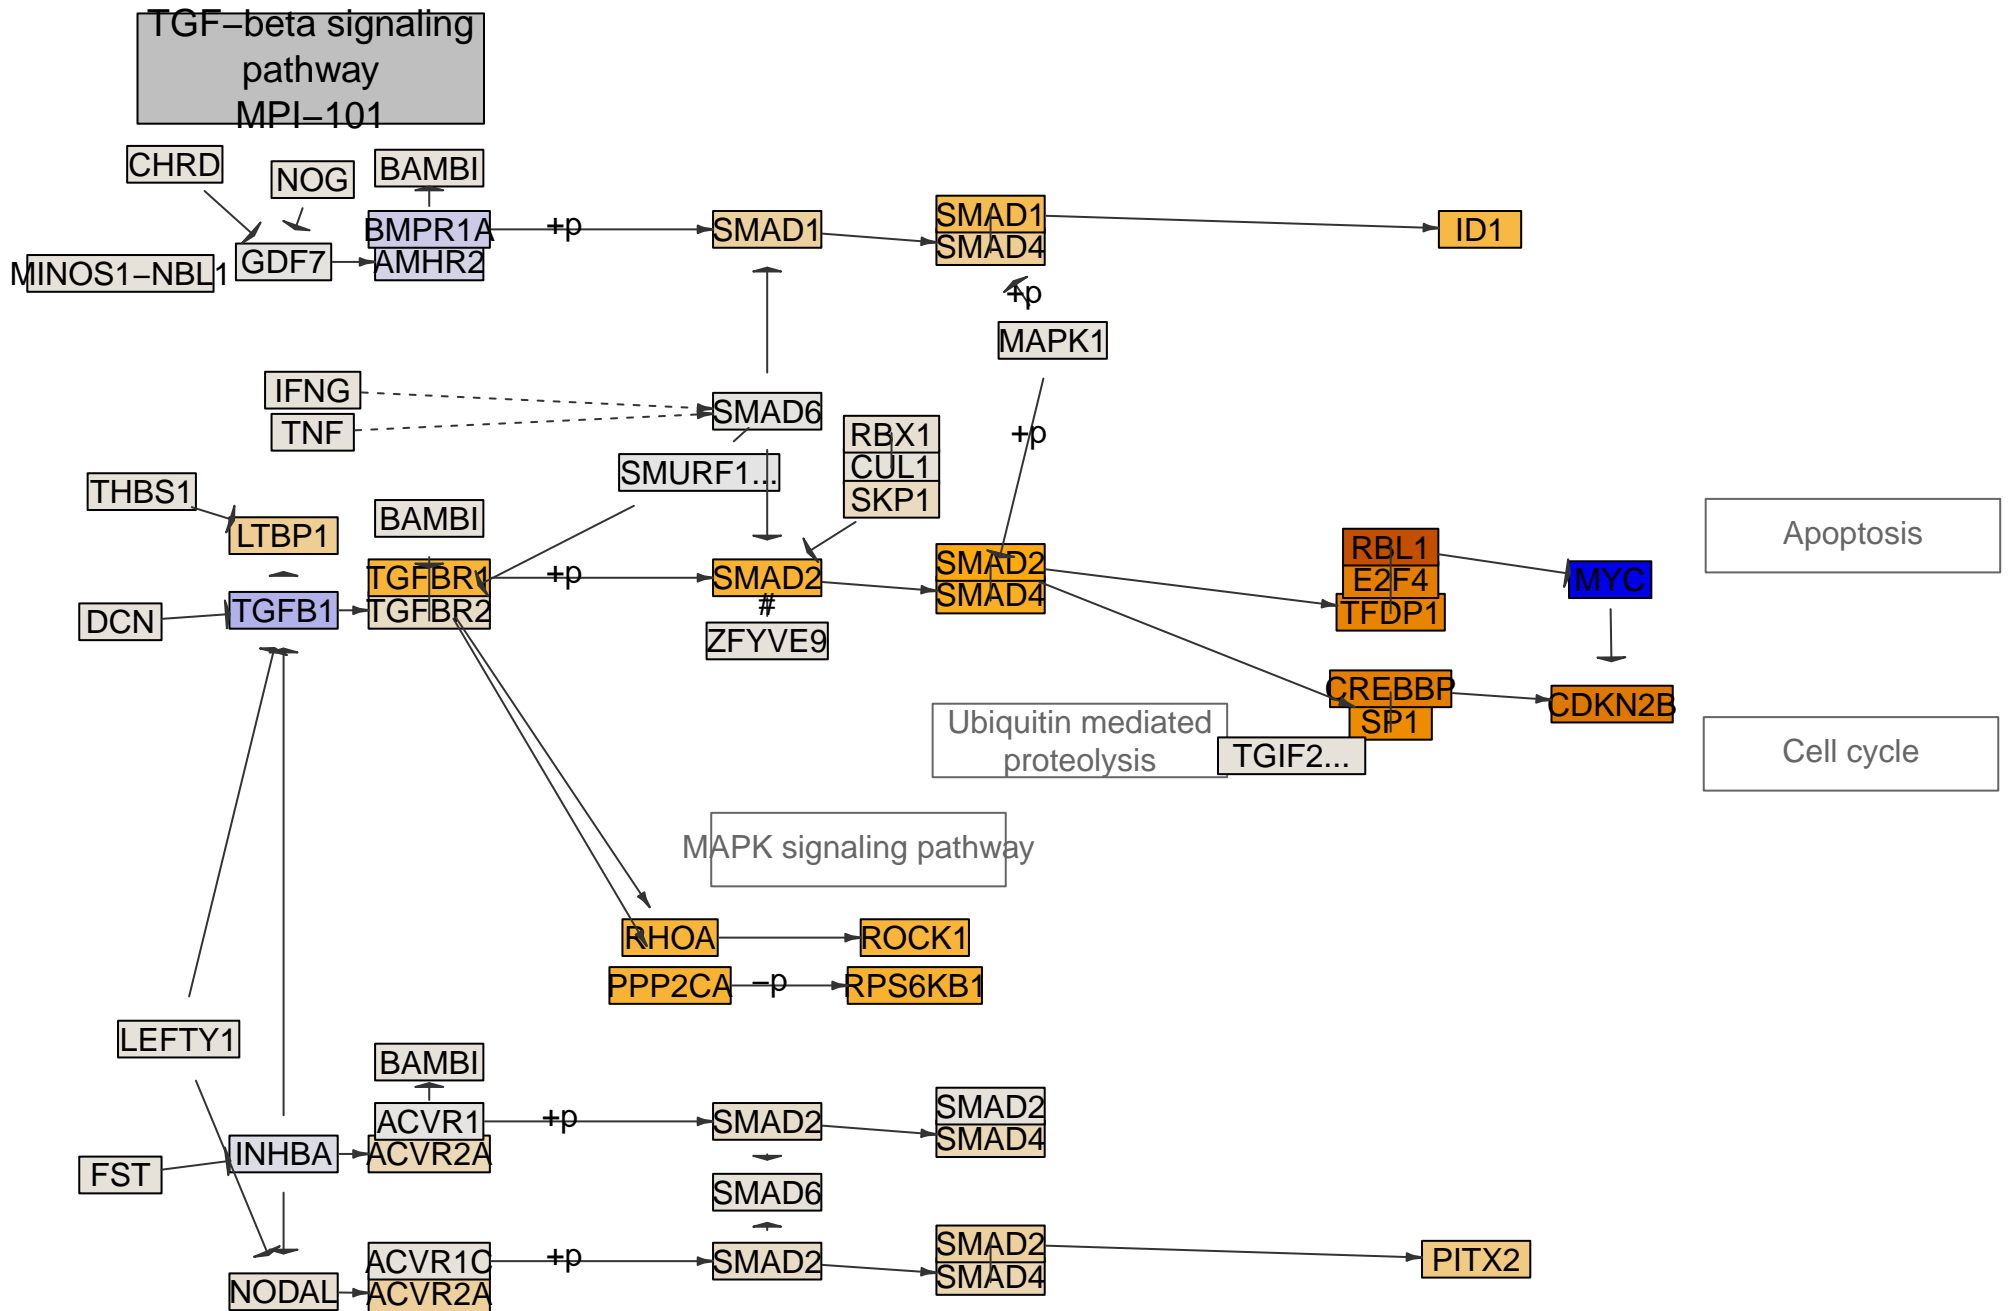 TGF−beta signaling
pathway
MPI−101
CHRD
NOG
BAMBI
BMPR1A
+p
SMAD1
SMAD1
SMAD4
ID1
MINOS1−NBL1
GDF7
AMHR2
+p
MAPK1
IFNG
TNF
SMAD6
RBX1
CUL1
SKP1
+p
SMURF1...
THBS1
LTBP1
BAMBI
TGFBR1
TGFBR2
+p
SMAD2
#
ZFYVE9
SMAD2
SMAD4
RBL1
E2F4
TFDP1
MYC
Apoptosis
DCN
TGFB1
CREBBP
SP1
CDKN2B
Ubiquitin mediated
proteolysis
TGIF2...
Cell cycle
MAPK signaling pathway
RHOA
ROCK1
PPP2CA
−p
RPS6KB1
LEFTY1
BAMBI
ACVR1
ACVR2A
+p
SMAD2
SMAD2
SMAD4
FST
INHBA
SMAD6
ACVR1C
ACVR2A
+p
SMAD2
SMAD2
SMAD4
PITX2
NODAL